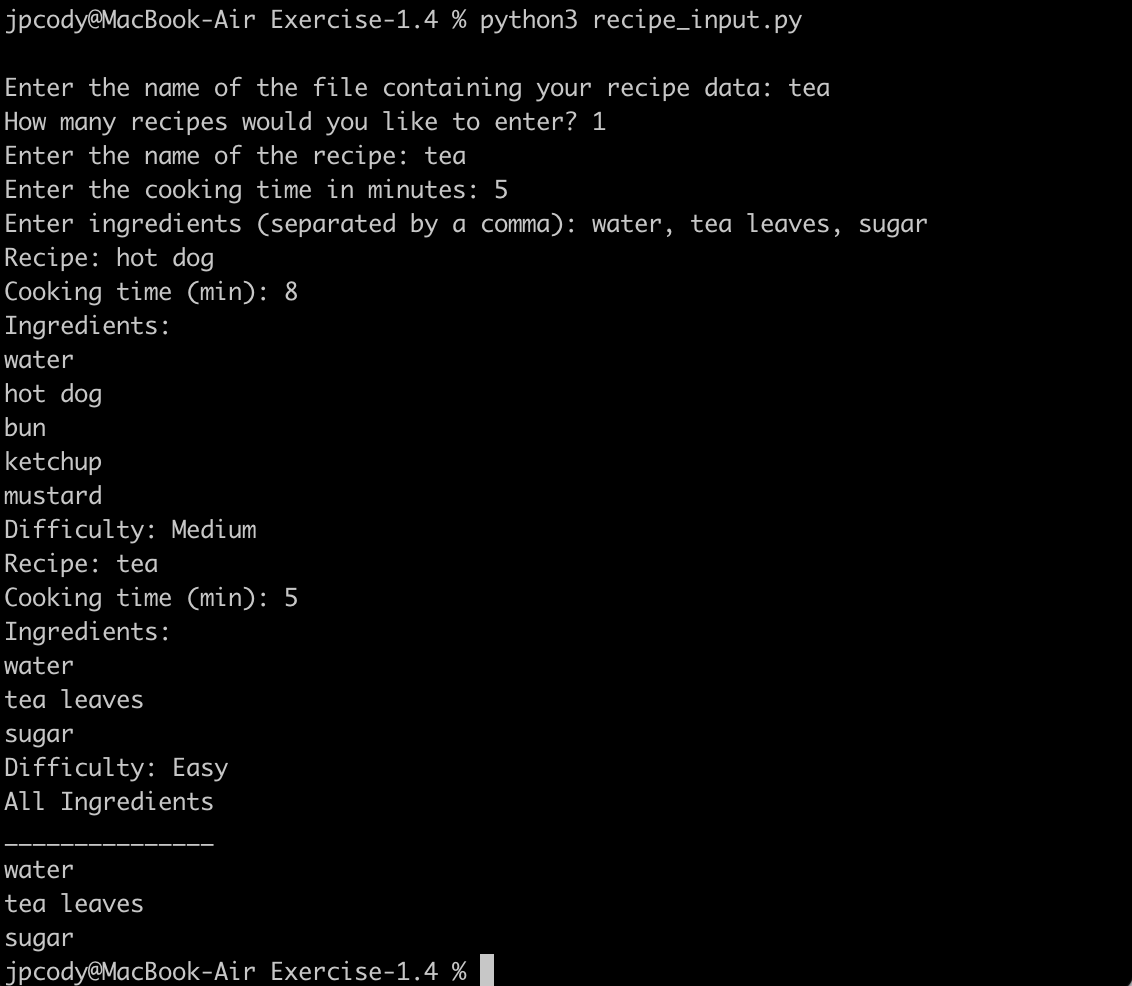 jpcody@MacBook-Air Exercise-1.4 % python3 recipe_input.py
Enter the name of the file containing your recipe data: tea
How many recipes would you like to enter? 1
Enter the name of the recipe: tea
Enter the cooking time in minutes: 5
Enter ingredients (separated by a comma): water, tea leaves, sugar
Recipe: hot dog
Cooking time (min): 8
Ingredients:
water
hot dog
bun
ketchup
mustard
Difficulty: Medium
Recipe: tea
Cooking time (min): 5
Ingredients:
water
tea leaves
sugar
Difficulty: Easy
All Ingredients
_______________
water
tea leaves
sugar
jpcody@MacBook-Air Exercise-1.4 %